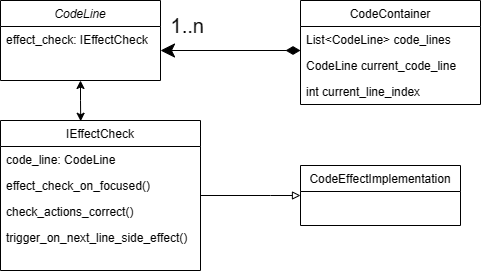 CodeLine
effect_check: IEffectCheck
1..n
CodeContainer
List<CodeLine> code_lines
CodeLine current_code_line
int current_line_index
IEffectCheck
code_line: CodeLine
effect_check_on_focused()
check_actions_correct()
trigger_on_next_line_side_effect()
CodeEffectImplementation